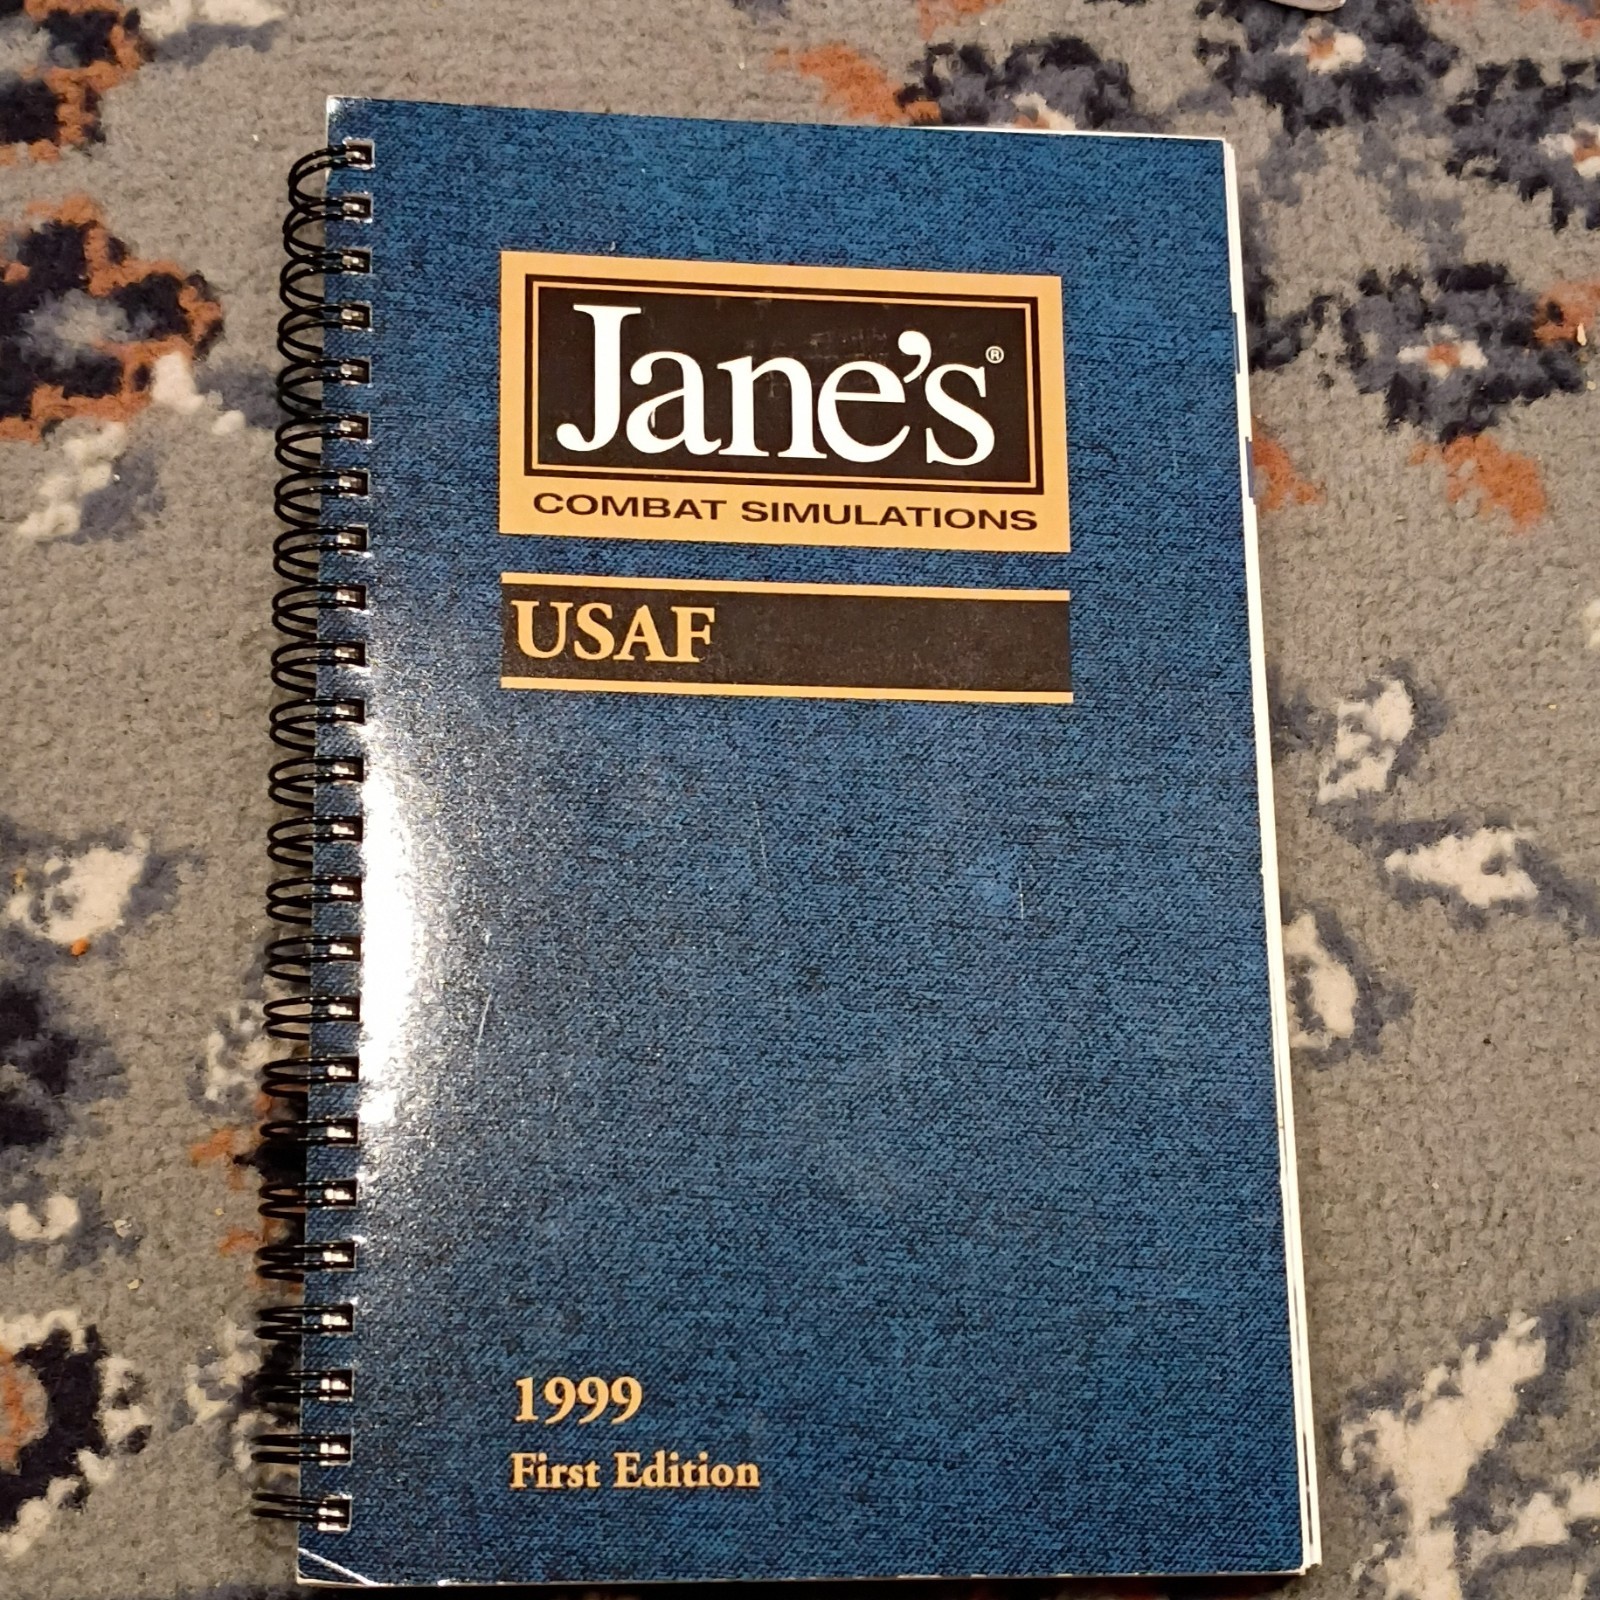 Jane's®
COMBAT SIMULATIONS
USAF
1999
First Edition